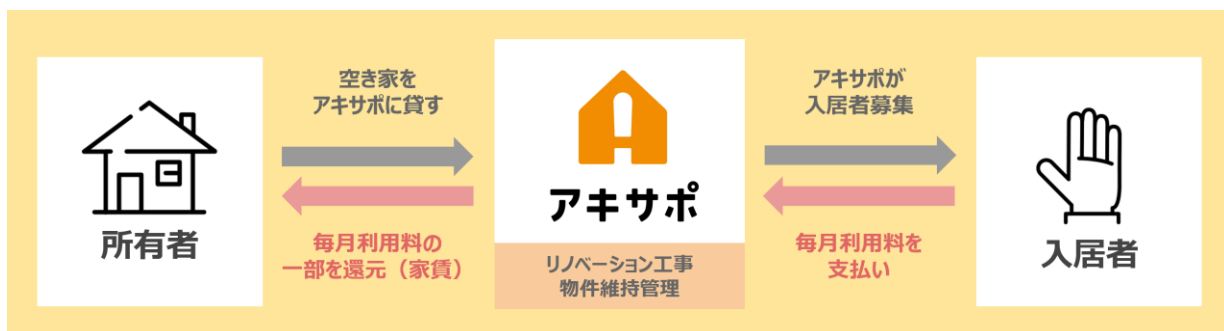 空き家を
アキサポに貸す
所有者
毎月利用料の
一部を還元（家賃）
アキサポ
リノベーション工事
物件維持管理
アキサポが
入居者募集
毎月利用料を
支払い
入居者